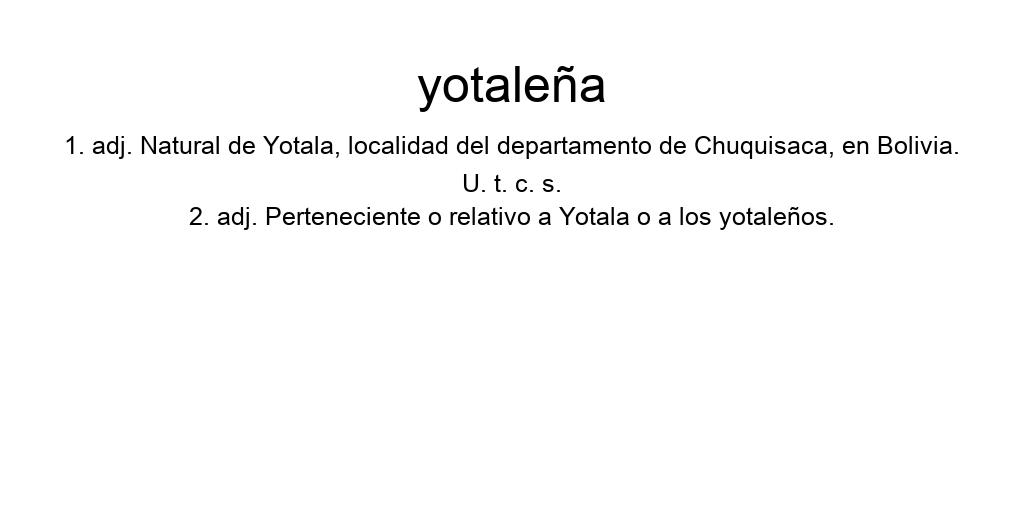 yotaleña
1. adj. Natural de Yotala, localidad del departamento de Chuquisaca, en Bolivia.
U. t. c. s.
2. adj. Perteneciente o relativo a Yotala o a los yotaleños.